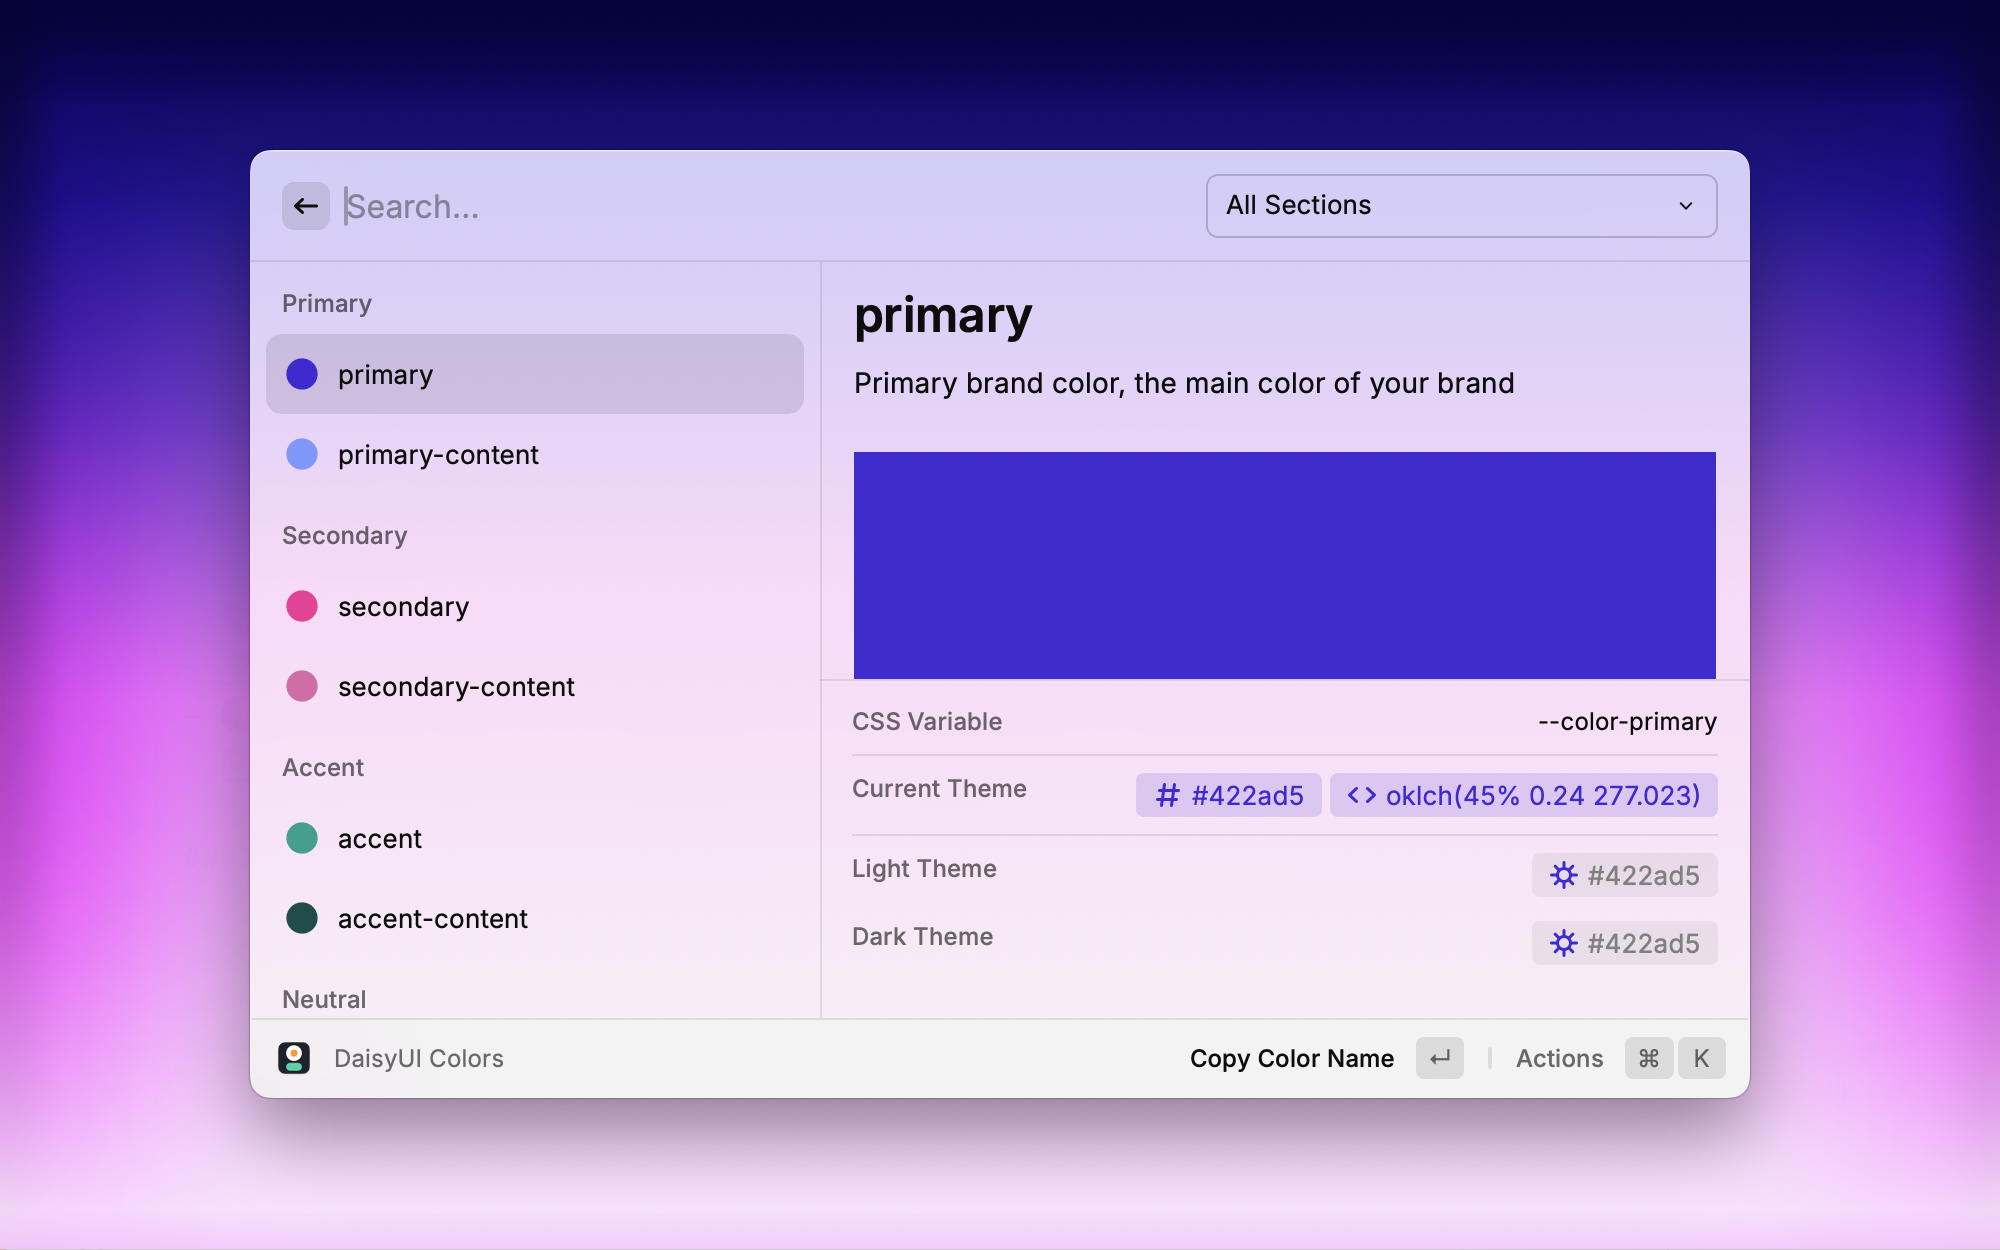 Search...
All Sections
Primary
primary
primary-content
Secondary
secondary
secondary-content
Accent
accent
accent-content
Neutral
primary
Primary brand color, the main color of your brand
CSS Variable --color-primary
Current Theme #422ad5 oklch(45% 0.24 277.023)
Light Theme #422ad5
Dark Theme #422ad5
DaisyUI Colors
Copy Color Name ↵ Actions ⌘ K